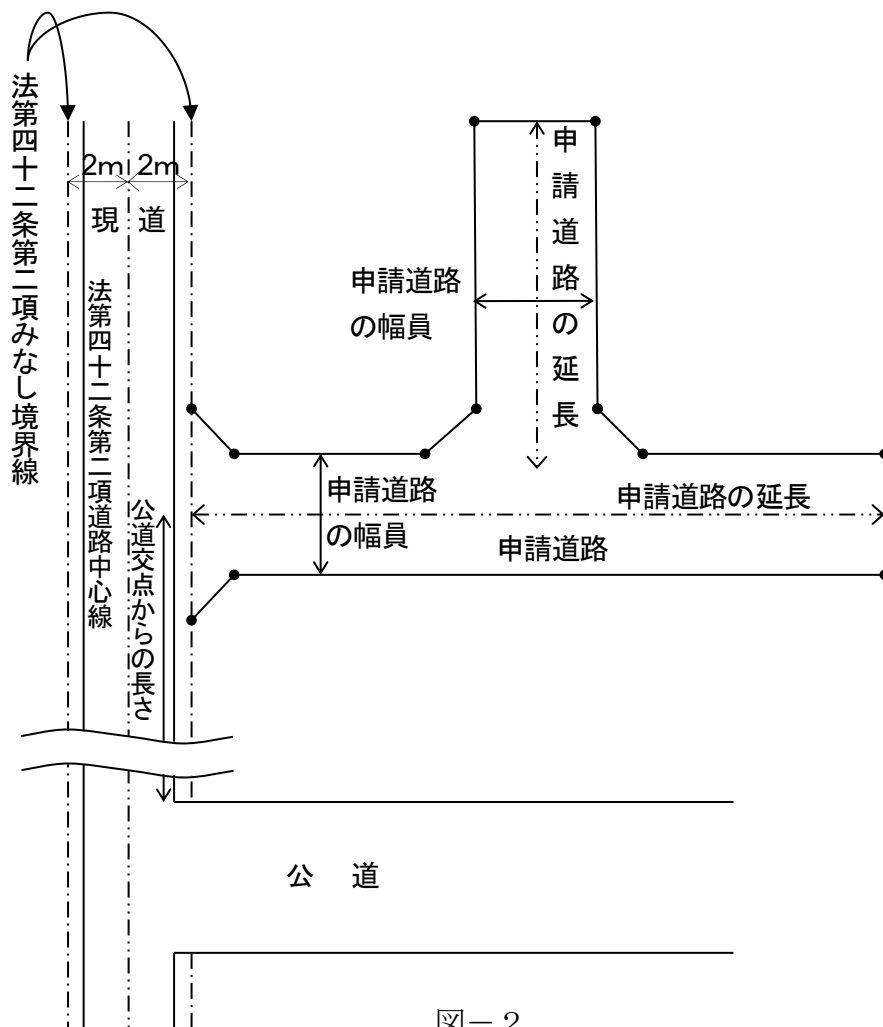 法第四十二条第二項みなし境界線
2m 2m
現道
法第四十二条第二項道路中心線
公道交点からの長さ
申請道路の延長
申請道路
の幅員
申請道路
の幅員
申請道路の延長
申請道路
公 道
図－2